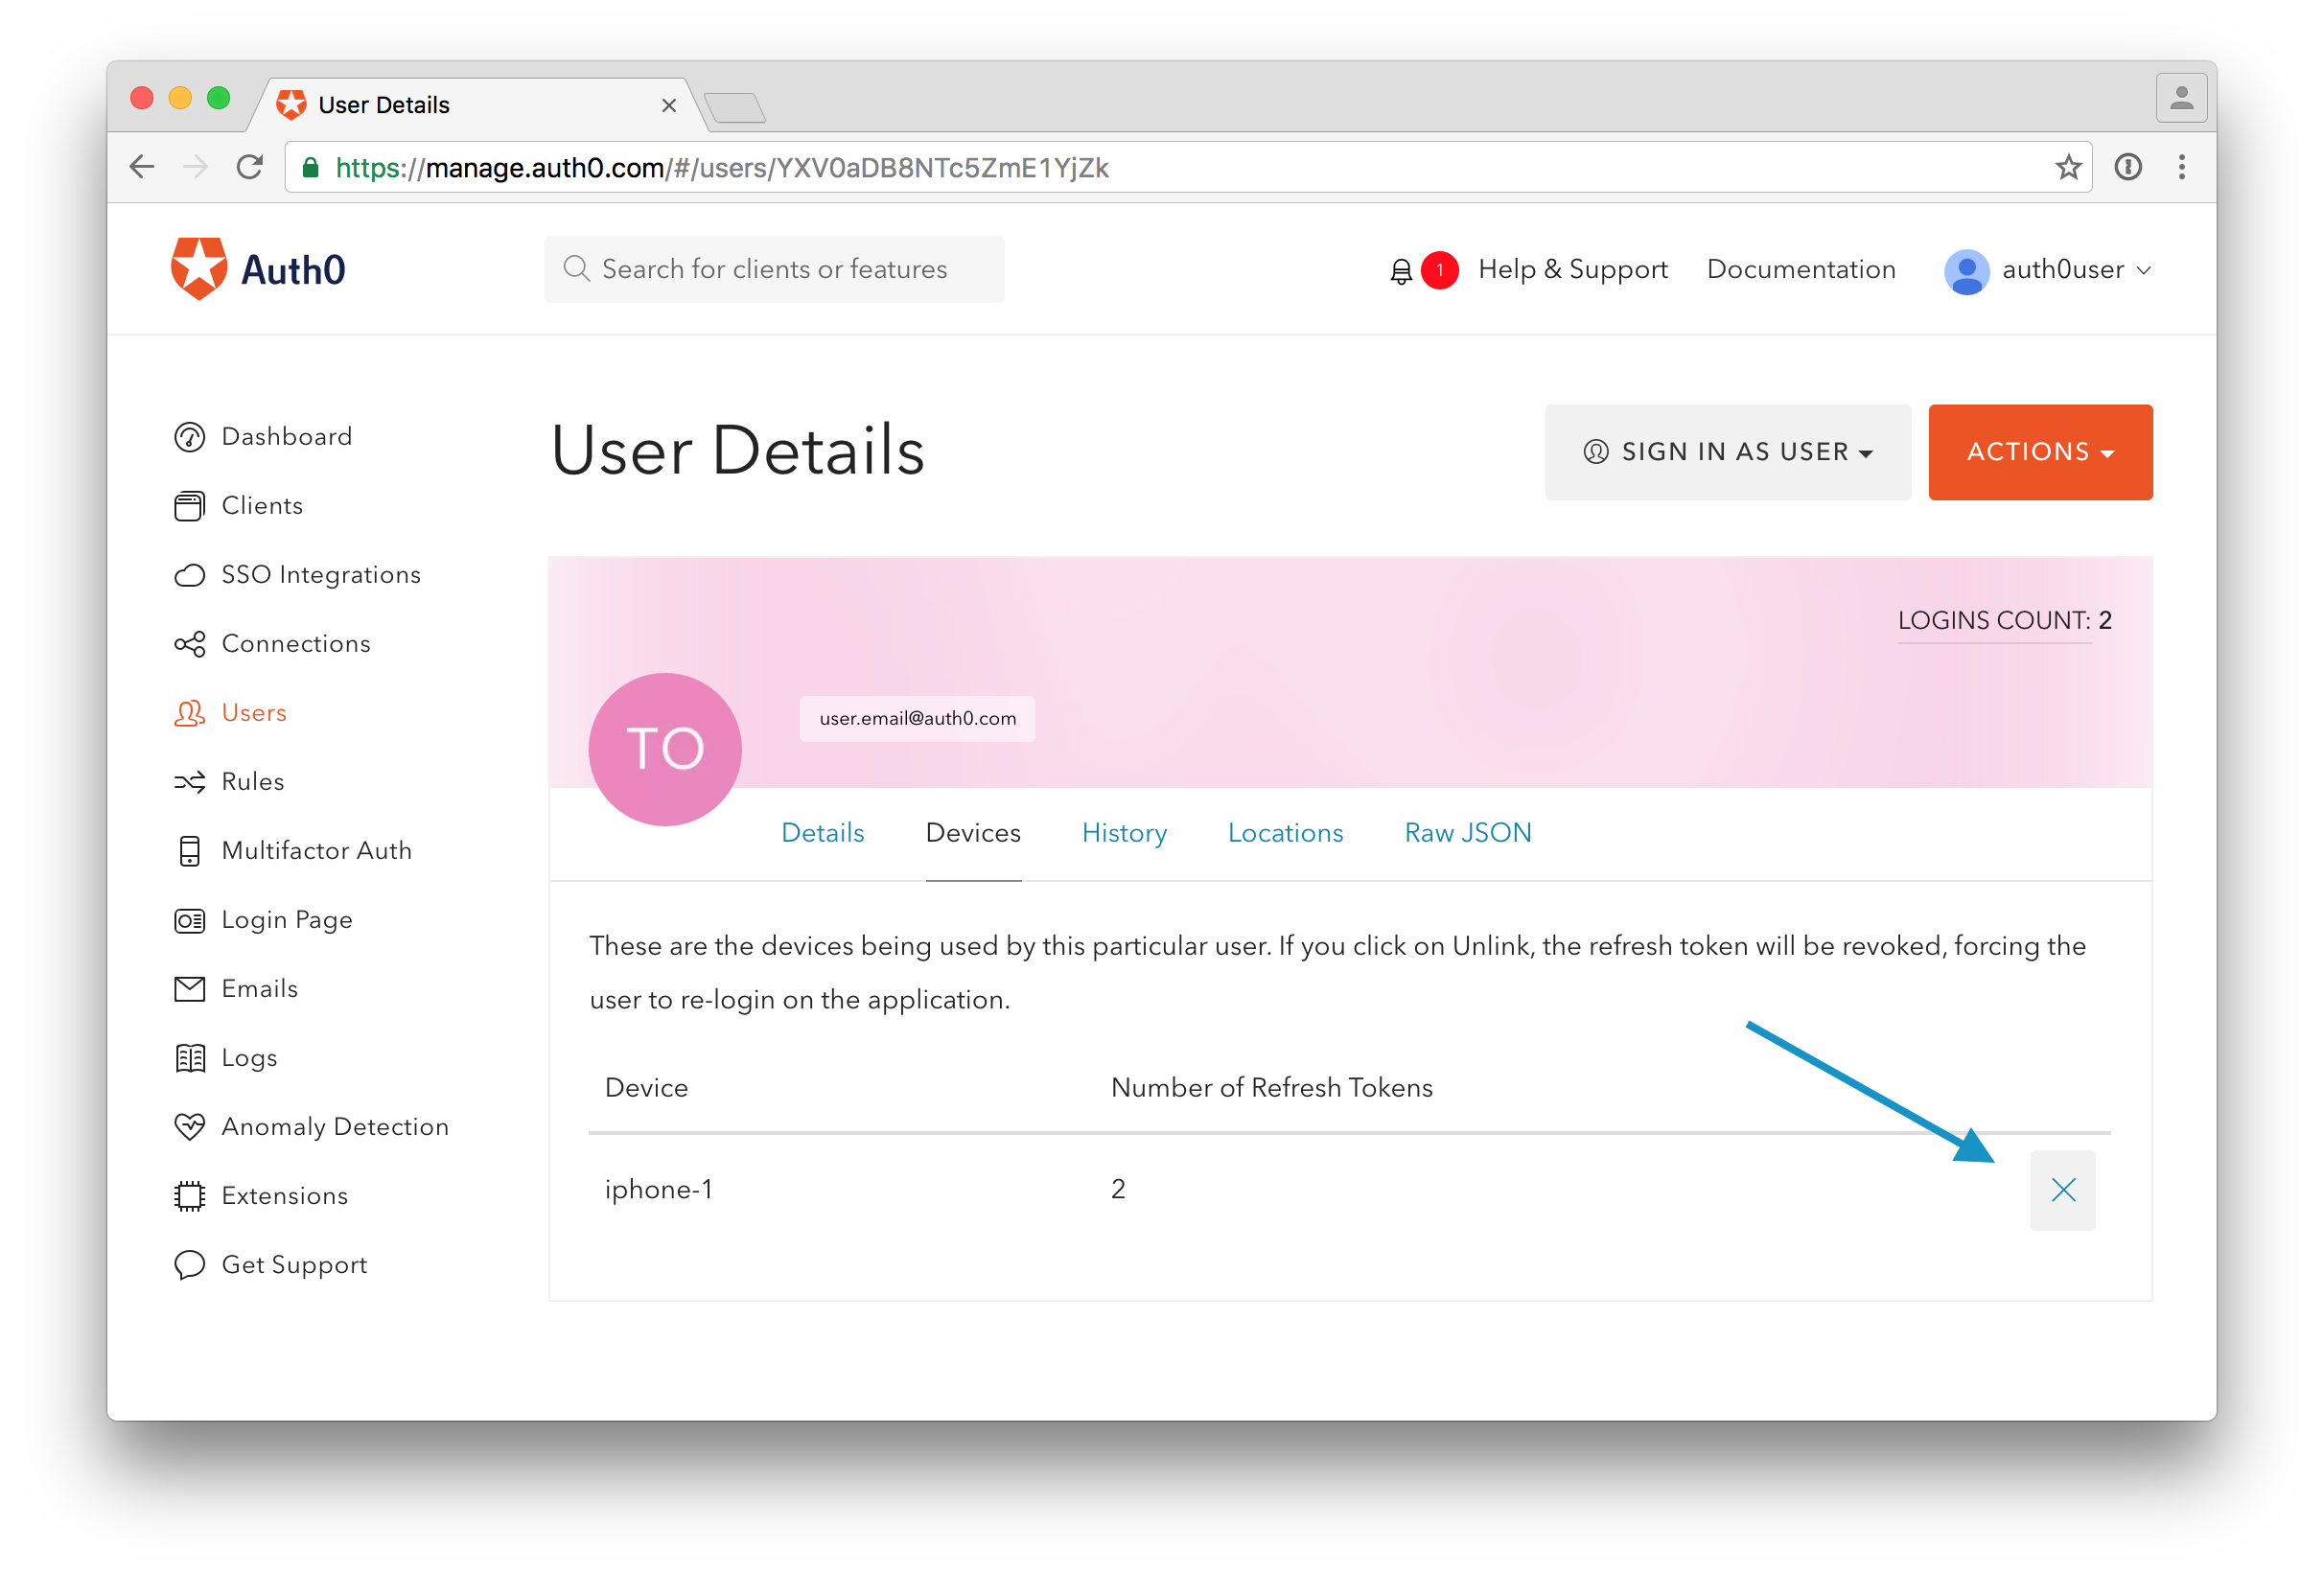 User Details
https://manage.auth0.com/#/users/YXV0aDB8NTc5ZmE1YjZk
Auth0
Search for clients or features
1
Help & Support
Documentation
auth0user
Dashboard
Clients
SSO Integrations
Connections
Users
Rules
Multifactor Auth
Login Page
Emails
Logs
Anomaly Detection
Extensions
Get Support
User Details
SIGN IN AS USER
ACTIONS
LOGINS COUNT: 2
TO
user.email@auth0.com
Details
Devices
History
Locations
Raw JSON
These are the devices being used by this particular user. If you click on Unlink, the refresh token will be revoked, forcing the
user to re-login on the application.
Device
Number of Refresh Tokens
iphone-1
2